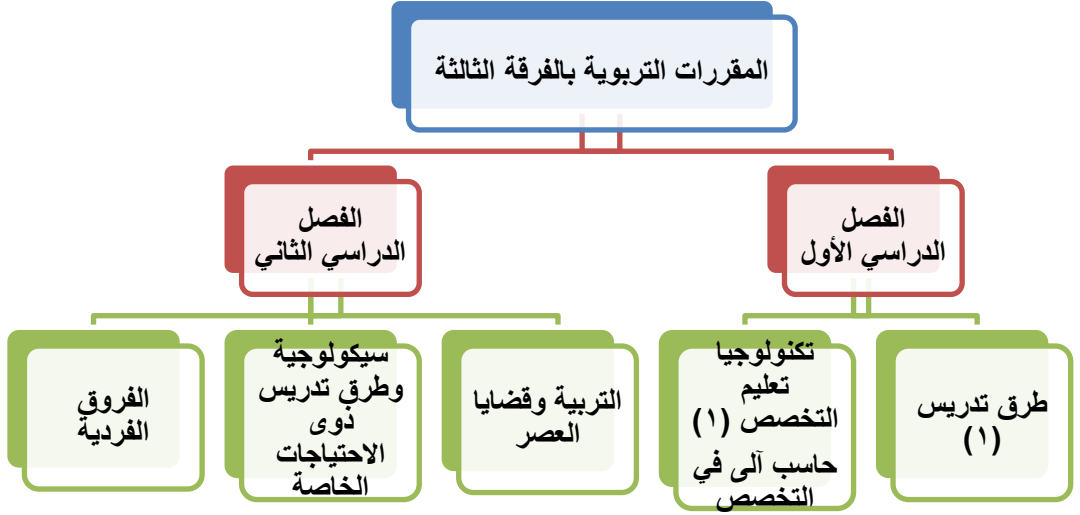 المقررات التربوية بالفرقة الثالثة
الفصل
الدراسي الأول
الفصل
الدراسي الثاني
طرق تدريس
(١)
تكنولوجيا
تعليم
التخصص (١)
حاسب آلى في
التخصص
التربية وقضايا
العصر
سيكولوجية
وطرق تدريس
ذوى
الاحتياجات
الخاصة
الفروق
الفردية